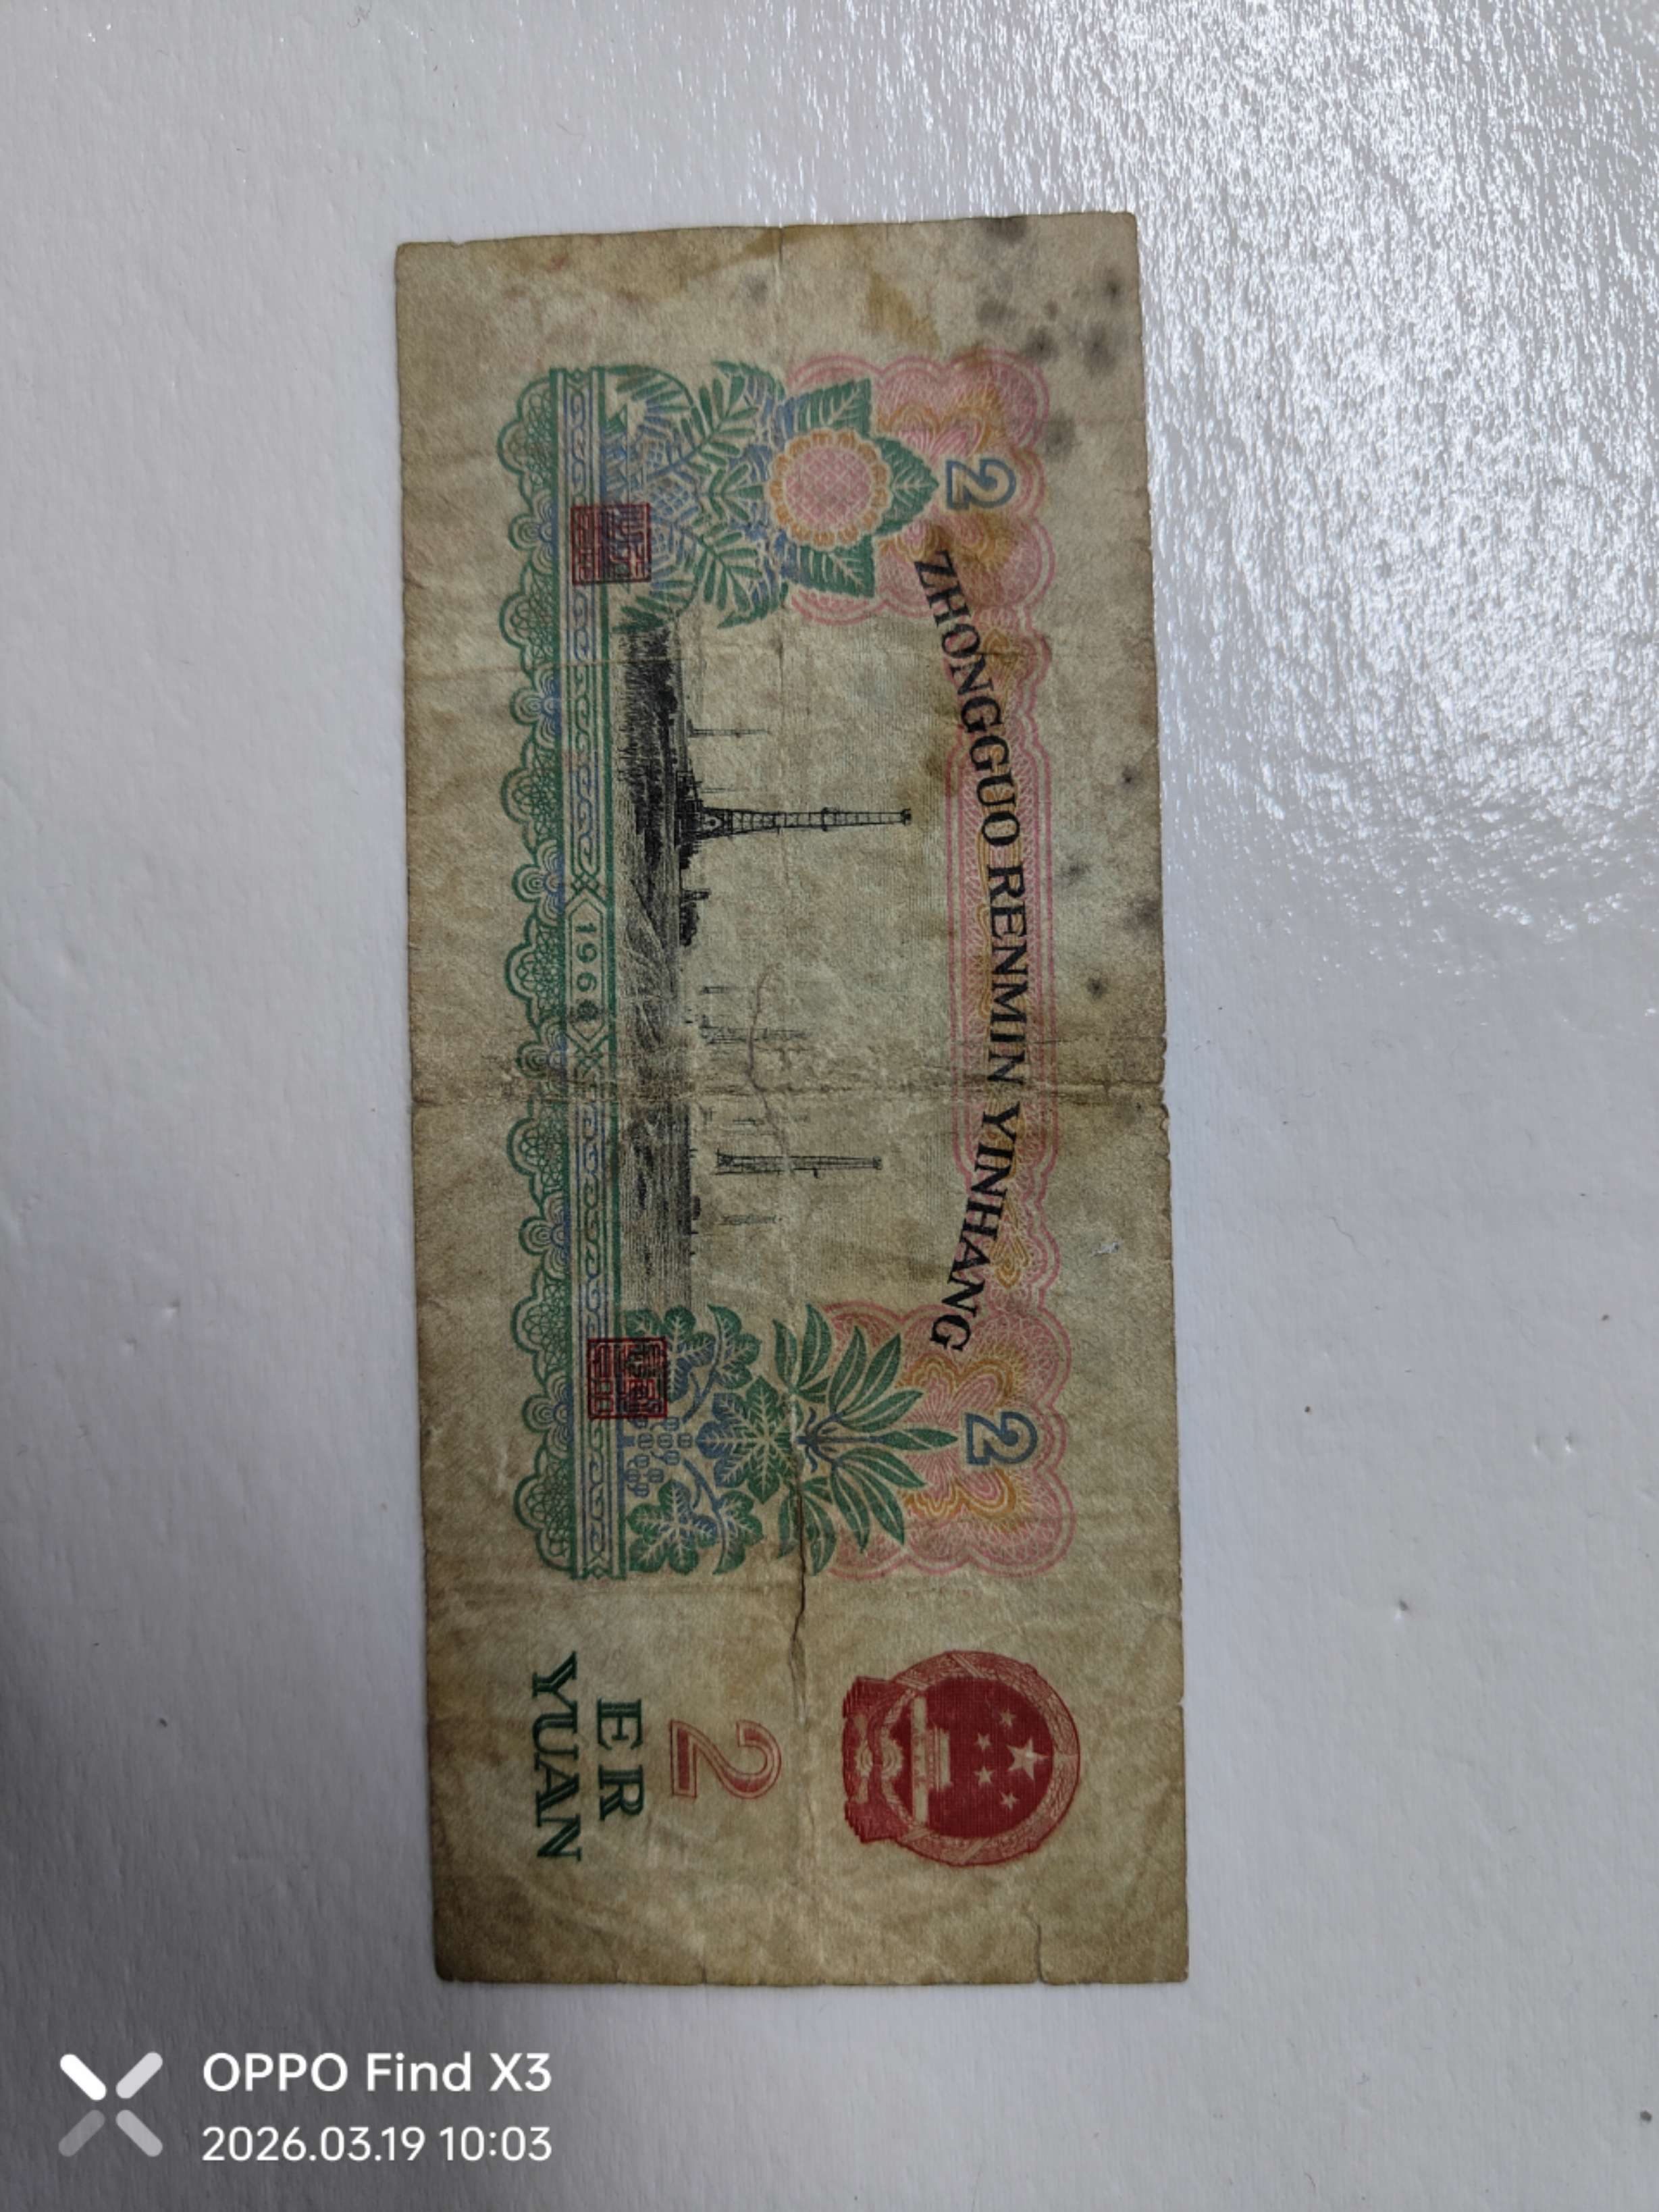 ZHONGGUO RENMIN YINHANG
2
2
1960
2
ER
YUAN
OPPO Find X3
2026.03.19 10:03